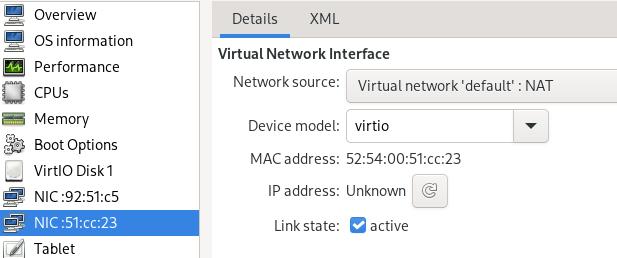 Overview
OS information
Performance
CPUs
Memory
Boot Options
VirtIO Disk 1
NIC :92:51:c5
NIC :51:cc:23
Tablet
Details XML
Virtual Network Interface
Network source: Virtual network 'default' : NAT
Device model: virtio
MAC address: 52:54:00:51:cc:23
IP address: Unknown
Link state: active